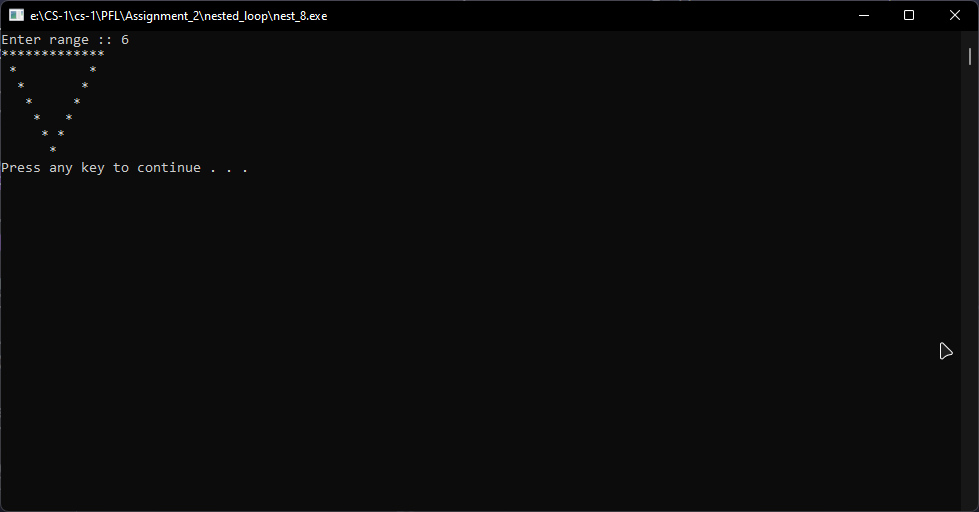 e:\CS-1\cs-1\PFL\Assignment_2\nested_loop\nest_8.exe
Enter range :: 6
*************
 *         *
  *       *
   *     *
    *   *
     * *
      *
Press any key to continue . . .